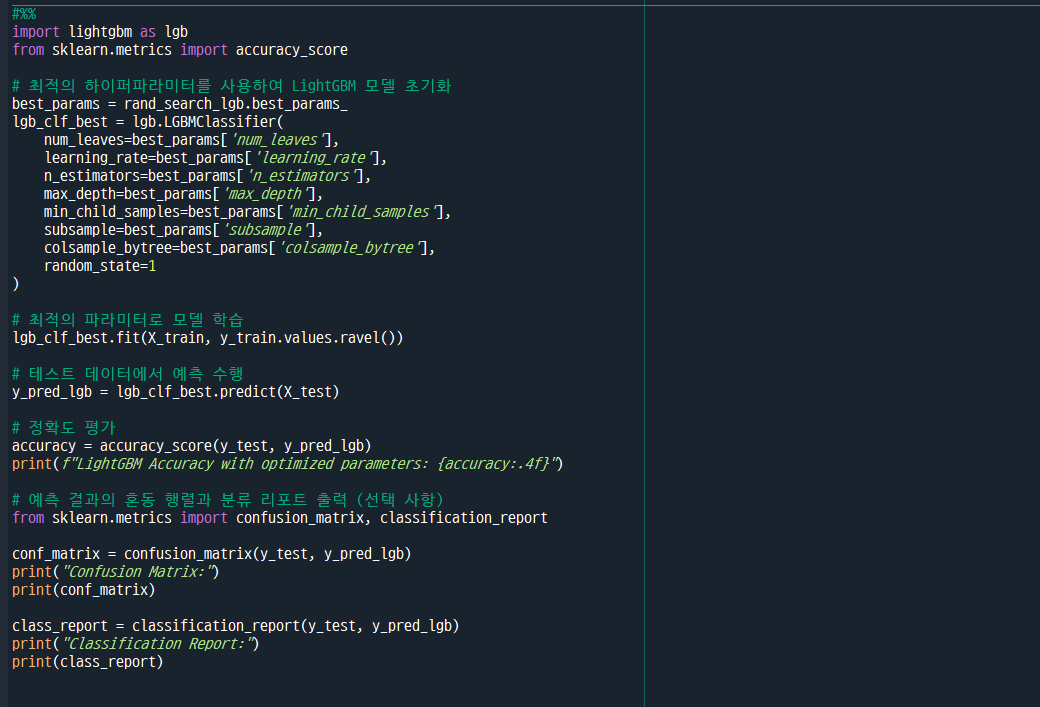 #%%
import lightgbm as lgb
from sklearn.metrics import accuracy_score
# 최적의 하이퍼파라미터를 사용하여 LightGBM 모델 초기화
best_params = rand_search_lgb.best_params_
lgb_clf_best = lgb.LGBMClassifier(
    num_leaves=best_params['num_leaves'],
    learning_rate=best_params['learning_rate'],
    n_estimators=best_params['n_estimators'],
    max_depth=best_params['max_depth'],
    min_child_samples=best_params['min_child_samples'],
    subsample=best_params['subsample'],
    colsample_bytree=best_params['colsample_bytree'],
    random_state=1
)
# 최적의 파라미터로 모델 학습
lgb_clf_best.fit(X_train, y_train.values.ravel())
# 테스트 데이터에서 예측 수행
y_pred_lgb = lgb_clf_best.predict(X_test)
# 정확도 평가
accuracy = accuracy_score(y_test, y_pred_lgb)
print(f"LightGBM Accuracy with optimized parameters: {accuracy:.4f}")
# 예측 결과의 혼동 행렬과 분류 리포트 출력 (선택 사항)
from sklearn.metrics import confusion_matrix, classification_report
conf_matrix = confusion_matrix(y_test, y_pred_lgb)
print("Confusion Matrix:")
print(conf_matrix)
class_report = classification_report(y_test, y_pred_lgb)
print("Classification Report:")
print(class_report)